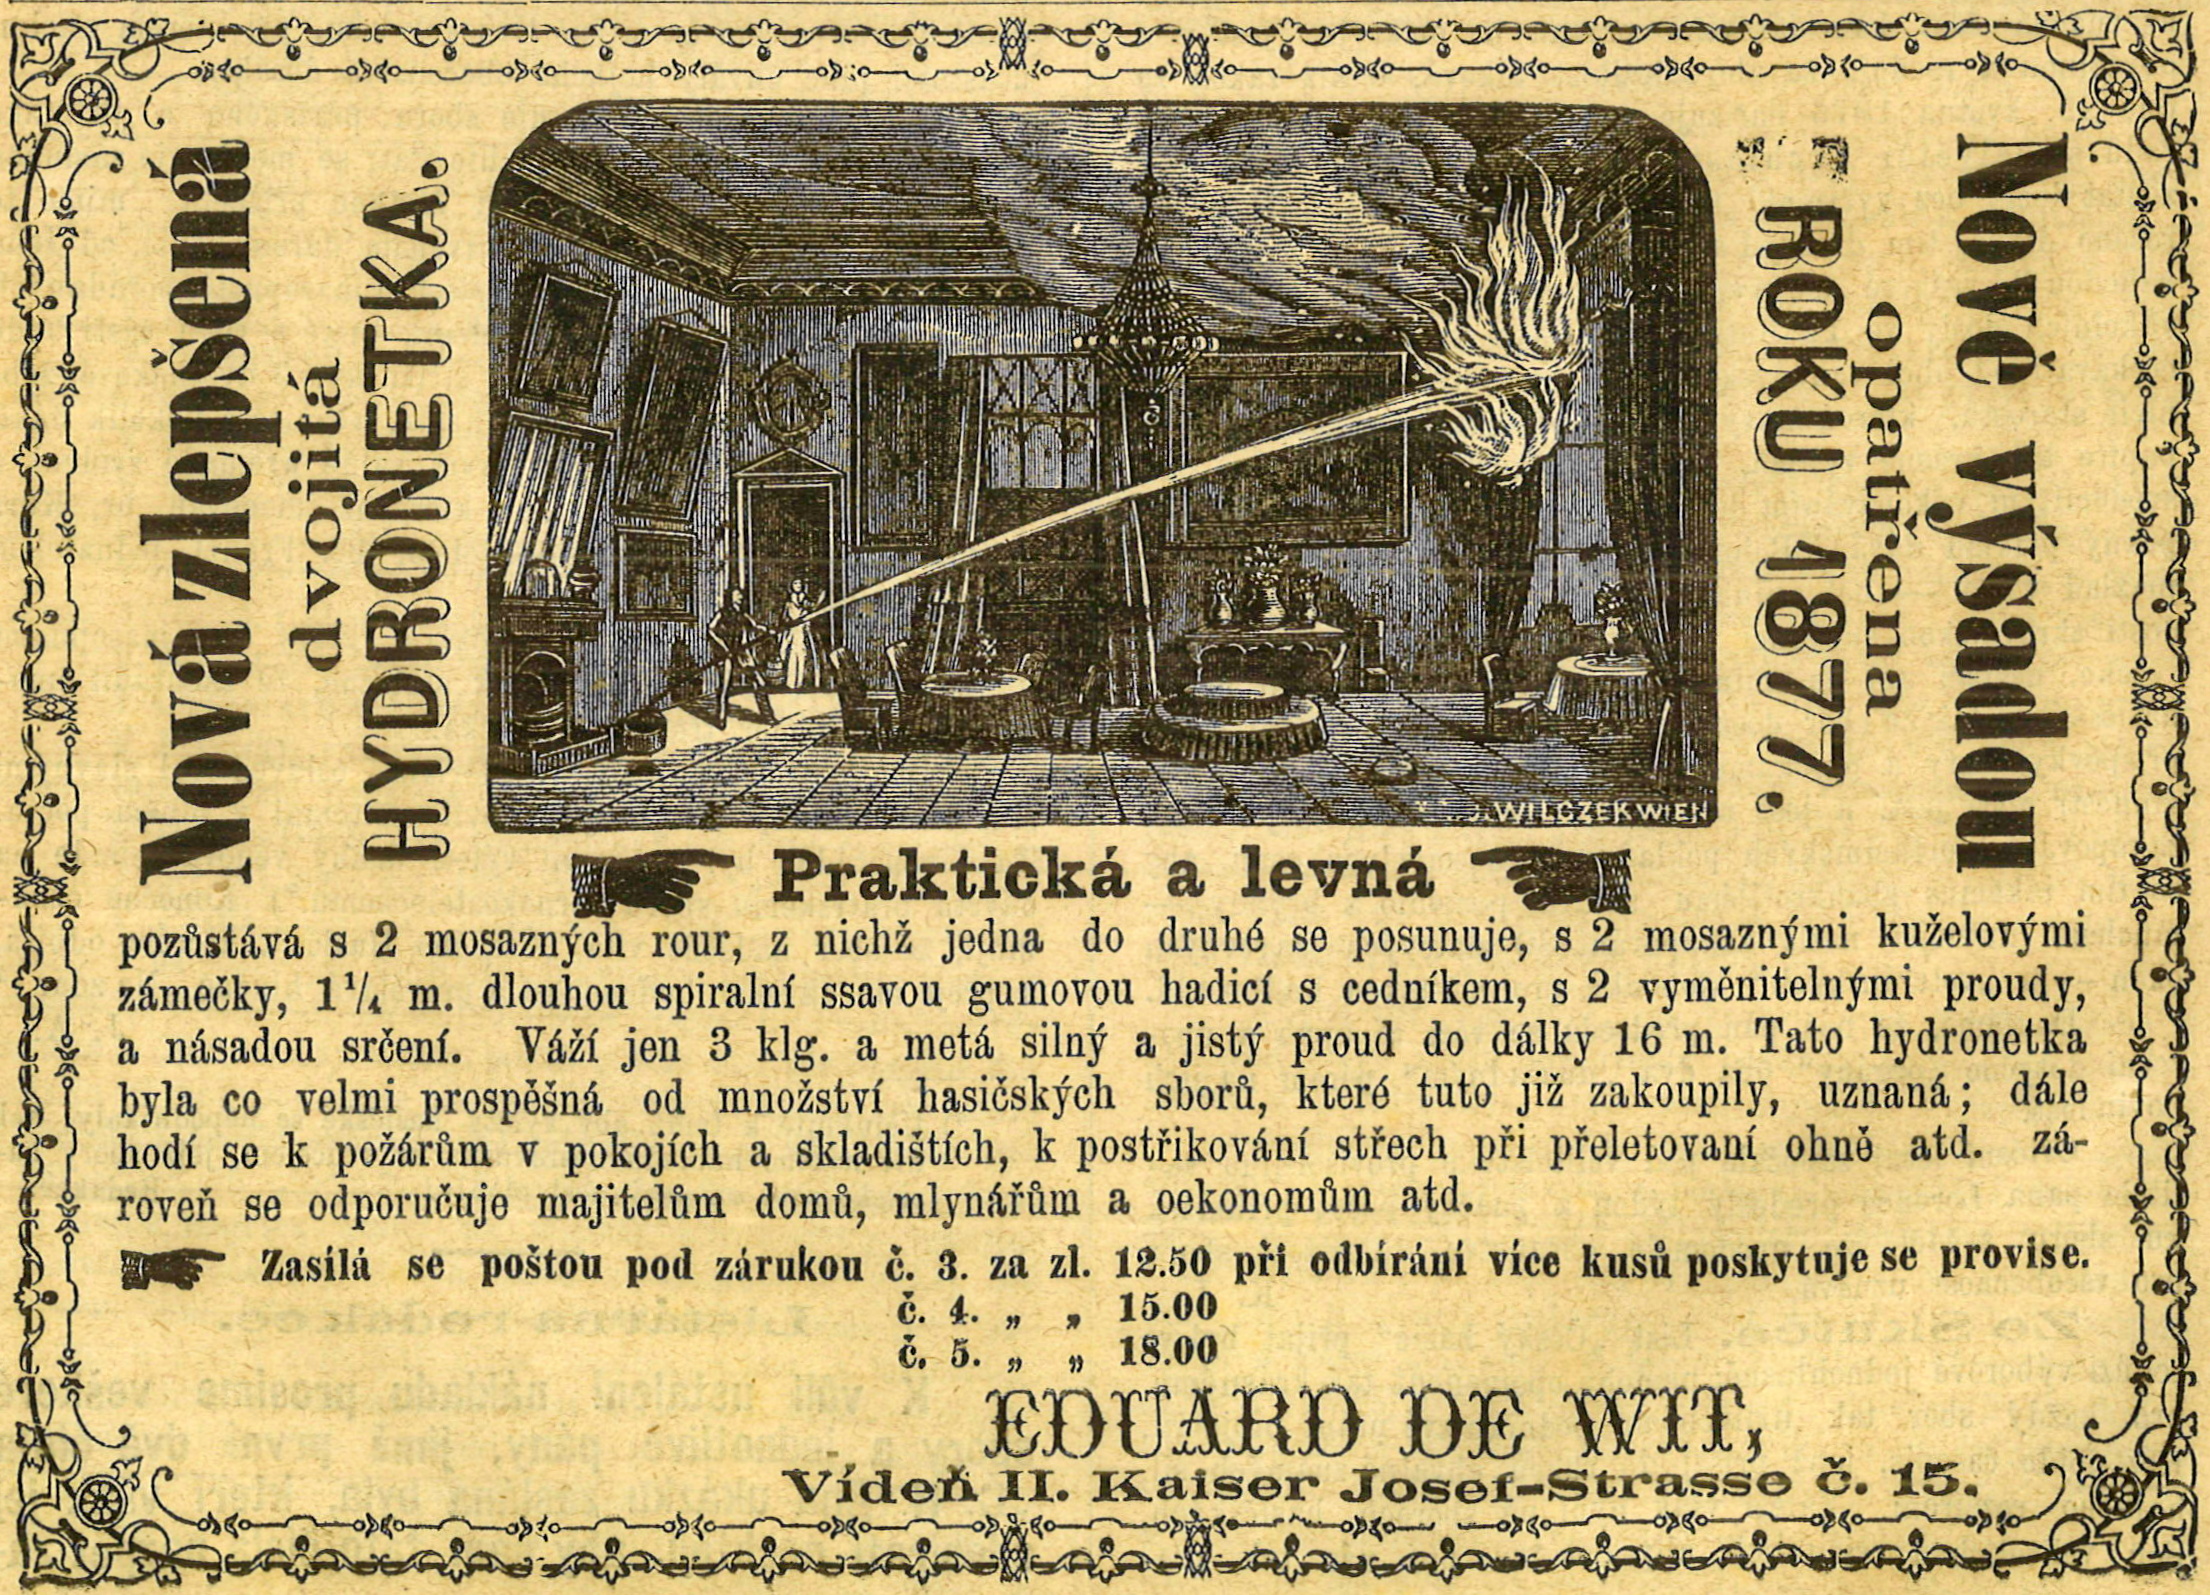 Nová zlepšená
dvojitá
HYDRONETKA.
Nově výsadou
opatřena
ROKU 1877.
WILCZEK WIEN
Praktická a levná
pozůstává s 2 mosazných rour, z nichž jedna do druhé se posunuje, s 2 mosaznými kuželovými
zámečky, 1¼ m. dlouhou spiralní ssavou gumovou hadicí s cedníkem, s 2 vyměnitelnými proudy,
a násadou srčení. Váží jen 3 klg. a metá silný a jistý proud do dálky 16 m. Tato hydronetka
byla co velmi prospěšná od množství hasičských sborů, které tuto již zakoupily, uznaná; dále
hodí se k požárům v pokojích a skladištích, k postřikování střech při přeletovaní ohně atd. zá-
roveň se odporučuje majitelům domů, mlynářům a oekonomům atd.
Zasílá se poštou pod zárukou č. 3. za zl. 12.50 při odbírání více kusů poskytuje se provise.
č. 4. „ „ 15.00
č. 5. „ „ 18.00
EDUARD DE WIT,
Vídeň II. Kaiser Josef-Strasse č. 15.